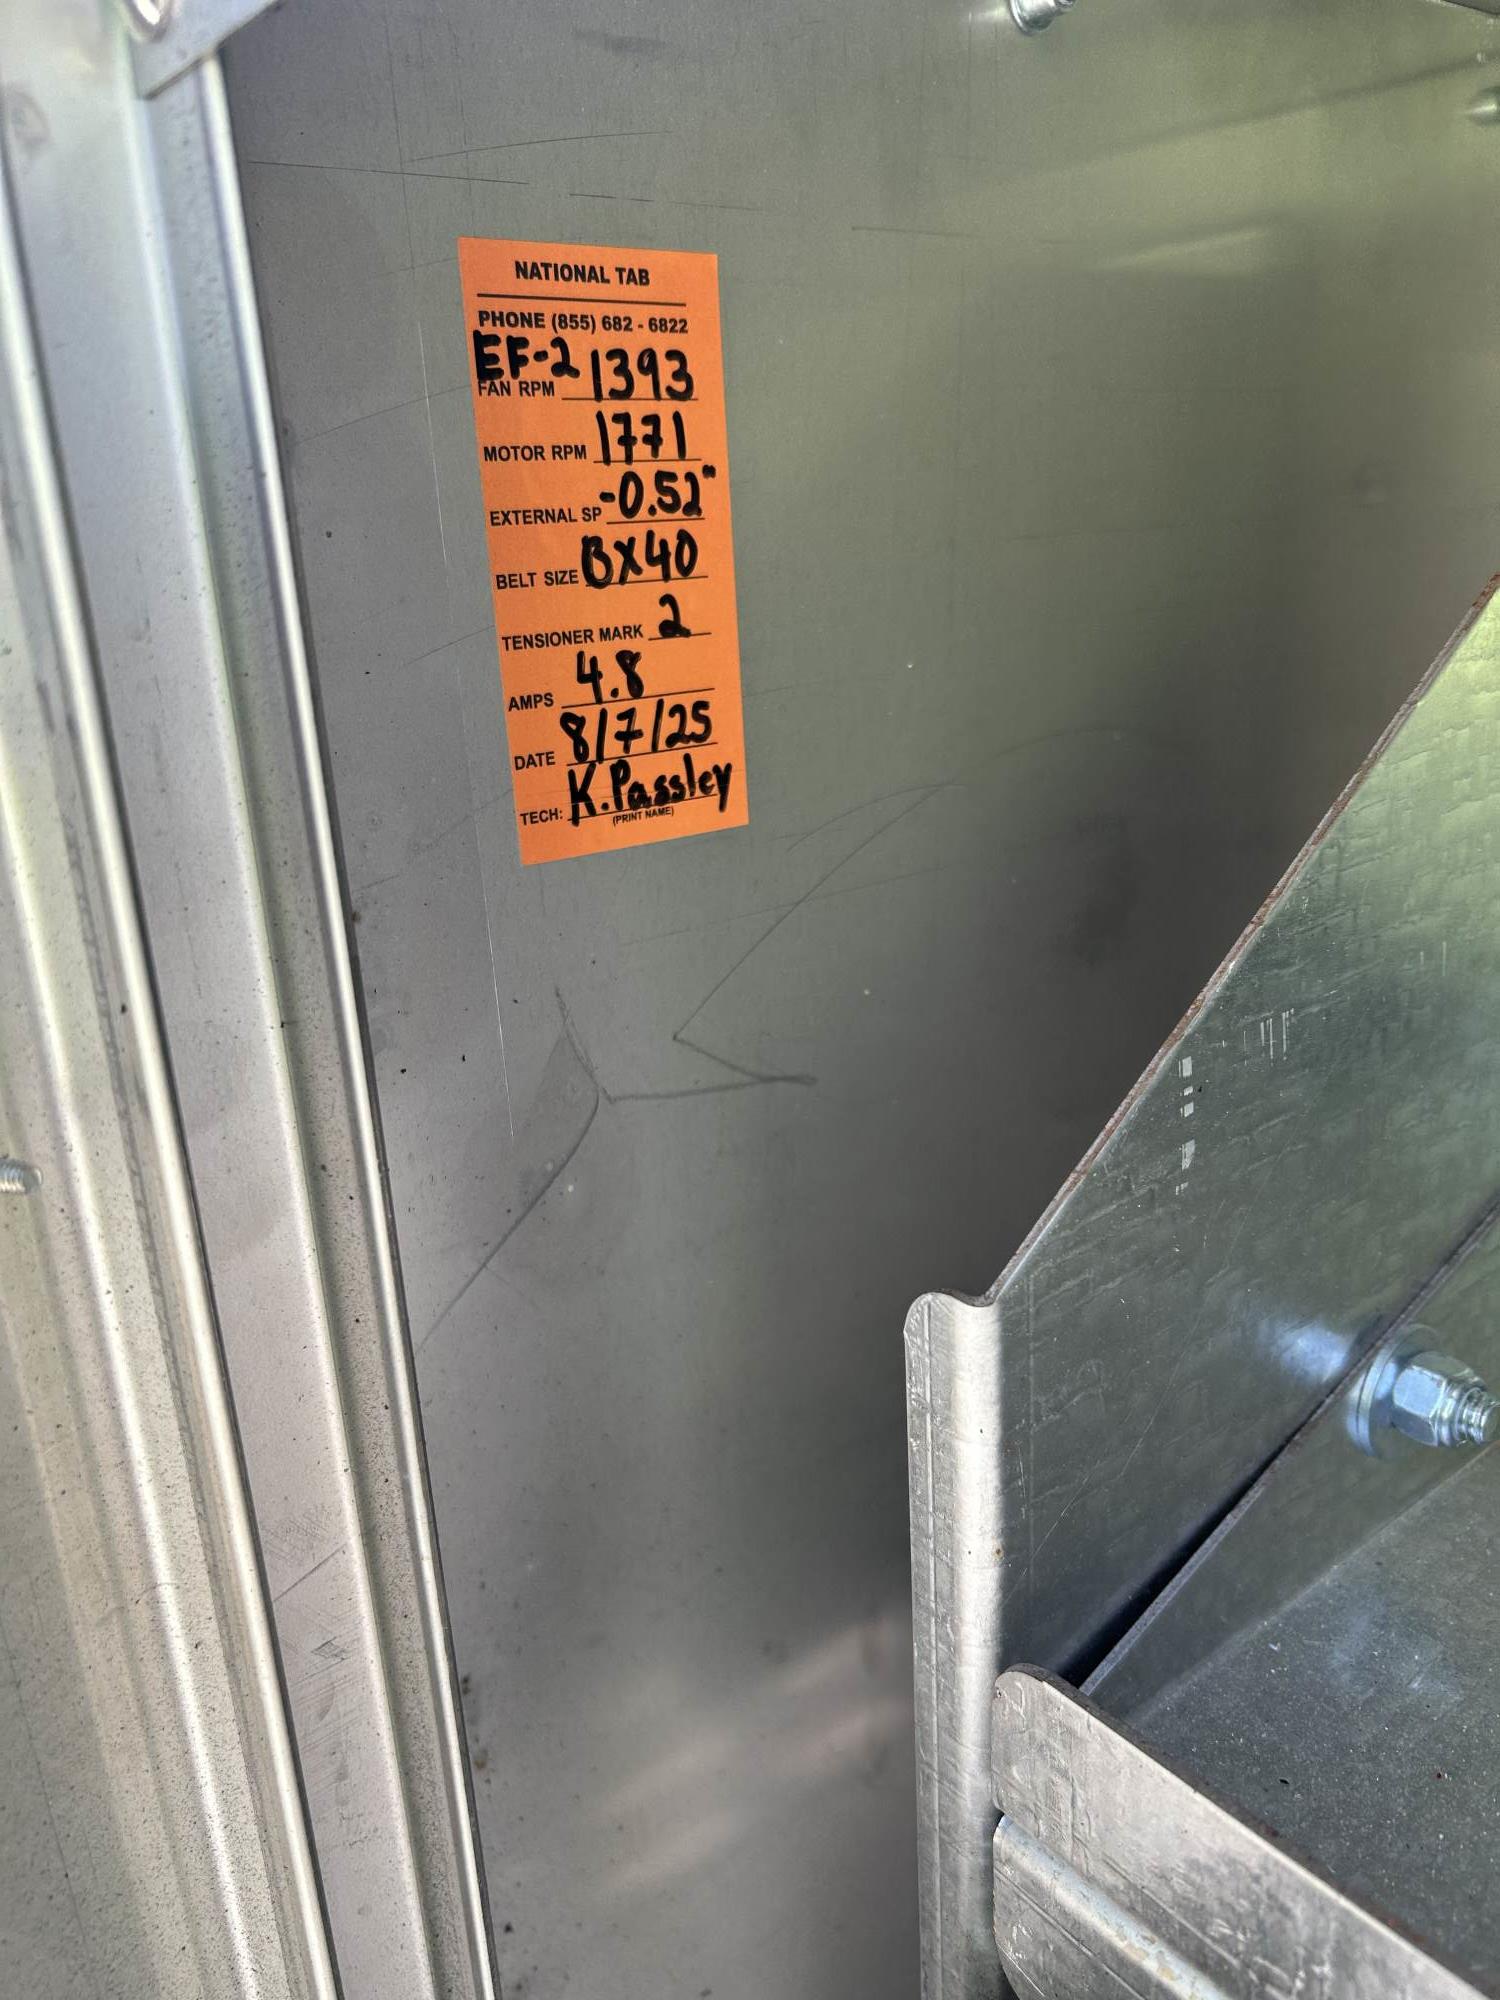 NATIONAL TAB
PHONE (855) 682 - 6822
EF-2
FAN RPM 1393
MOTOR RPM 1771
EXTERNAL SP -0.52"
BELT SIZE BX40
TENSIONER MARK 2
AMPS 4.8
DATE 8/7/25
TECH: K.Passley
(PRINT NAME)